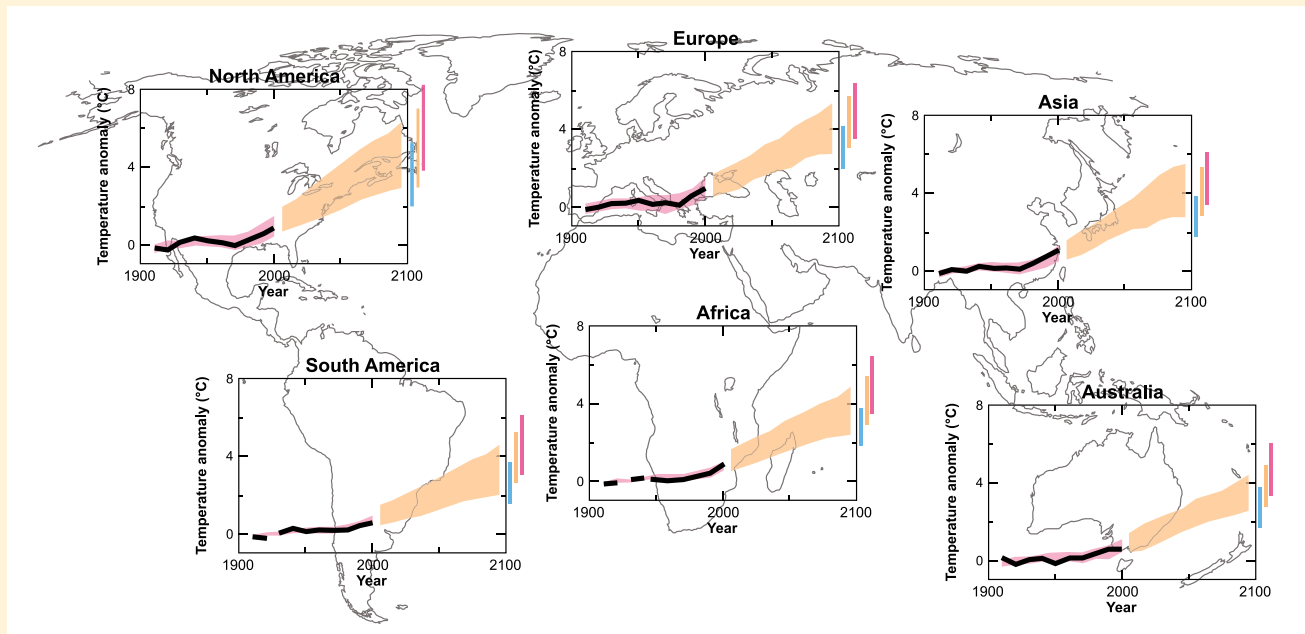 North America
Temperature anomaly (°C)
8
4
0
1900
2000
2100
Year
Europe
Temperature anomaly (°C)
8
4
0
1900
2000
2100
Year
Asia
Temperature anomaly (°C)
8
4
0
1900
2000
2100
Year
South America
Temperature anomaly (°C)
8
4
0
1900
2000
2100
Year
Africa
Temperature anomaly (°C)
8
4
0
1900
2000
2100
Year
Australia
Temperature anomaly (°C)
8
4
0
1900
2000
2100
Year